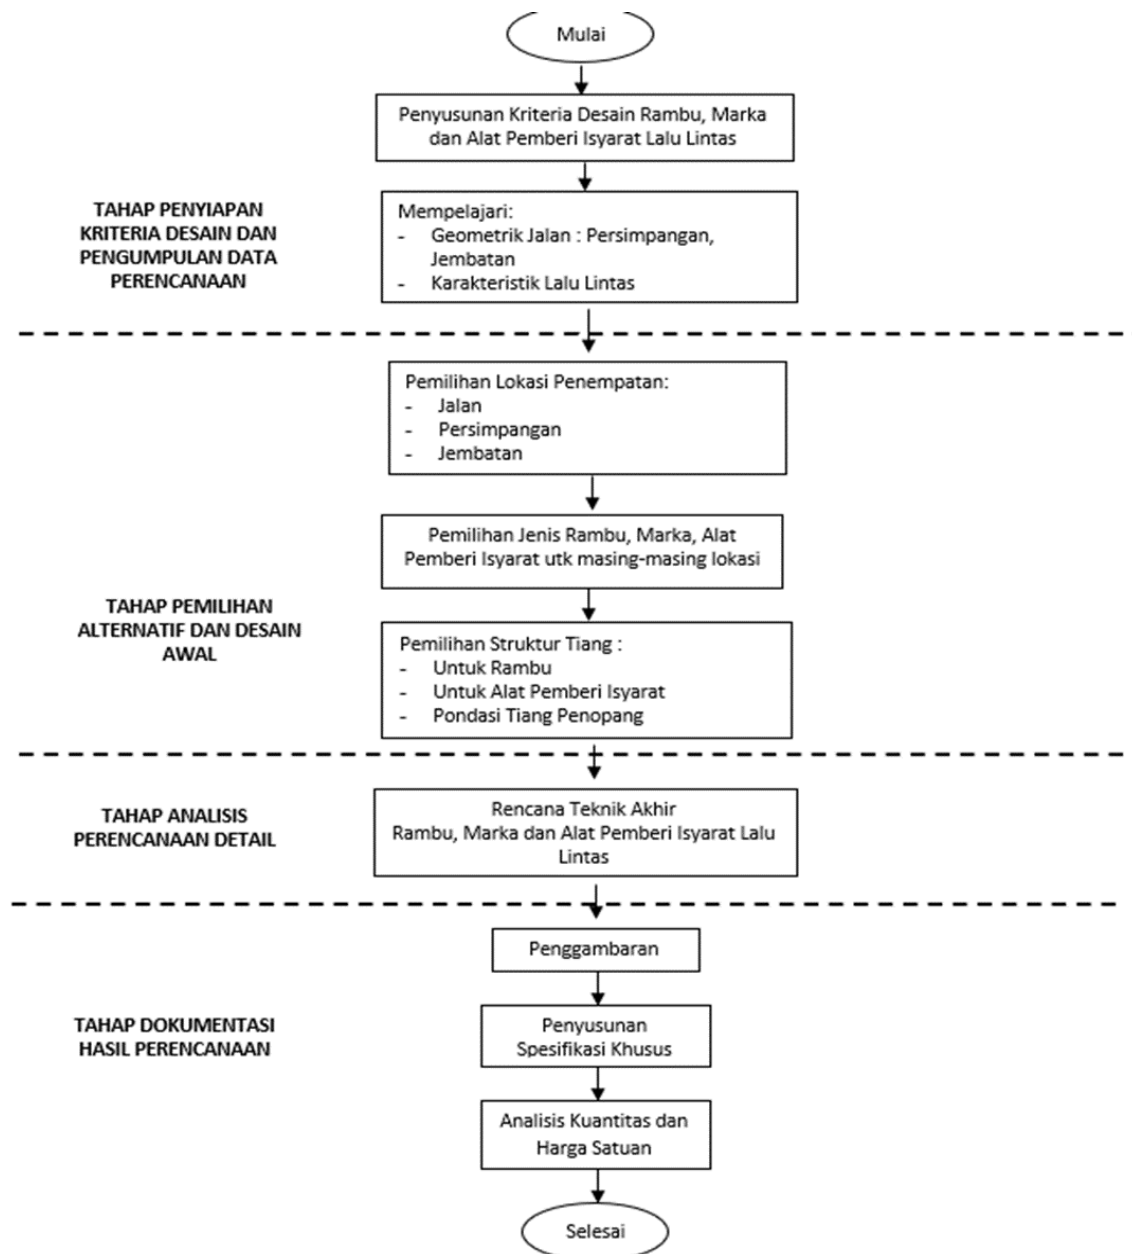 Mulai
Penyusunan Kriteria Desain Rambu, Marka
dan Alat Pemberi Isyarat Lalu Lintas
TAHAP PENYIAPAN
KRITERIA DESAIN DAN
PENGUMPULAN DATA
PERENCANAAN
Mempelajari:
- Geometrik Jalan : Persimpangan,
Jembatan
- Karakteristik Lalu Lintas
Pemilihan Lokasi Penempatan:
- Jalan
- Persimpangan
- Jembatan
Pemilihan Jenis Rambu, Marka, Alat
Pemberi Isyarat utk masing-masing lokasi
TAHAP PEMILIHAN
ALTERNATIF DAN DESAIN
AWAL
Pemilihan Struktur Tiang :
- Untuk Rambu
- Untuk Alat Pemberi Isyarat
- Pondasi Tiang Penopang
TAHAP ANALISIS
PERENCANAAN DETAIL
Rencana Teknik Akhir
Rambu, Marka dan Alat Pemberi Isyarat Lalu
Lintas
Penggambaran
TAHAP DOKUMENTASI
HASIL PERENCANAAN
Penyusunan
Spesifikasi Khusus
Analisis Kuantitas dan
Harga Satuan
Selesai